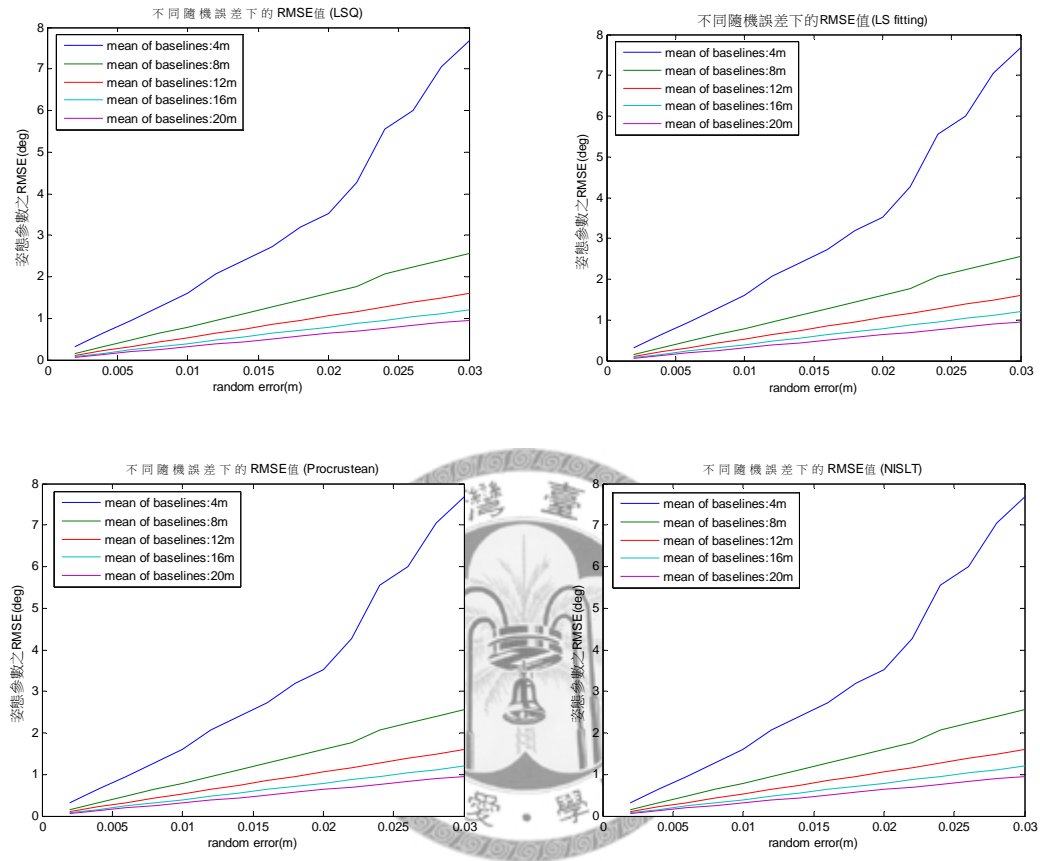 不同隨機誤差下的 RMSE值 (LSQ)
8
7
6
5
4
3
2
1
0
mean of baselines:4m
mean of baselines:8m
mean of baselines:12m
mean of baselines:16m
mean of baselines:20m
姿態參數之RMSE(deg)
0 0.005 0.01 0.015 0.02 0.025 0.03
random error(m)
不同隨機誤差下的RMSE值(LS fitting)
8
7
6
5
4
3
2
1
0
mean of baselines:4m
mean of baselines:8m
mean of baselines:12m
mean of baselines:16m
mean of baselines:20m
姿態參數之RMSE(deg)
0 0.005 0.01 0.015 0.02 0.025 0.03
random error(m)
不同隨機誤差下的 RMSE值 (Procrustean)
8
7
6
5
4
3
2
1
0
mean of baselines:4m
mean of baselines:8m
mean of baselines:12m
mean of baselines:16m
mean of baselines:20m
姿態參數之RMSE(deg)
0 0.005 0.01 0.015 0.02 0.025 0.03
random error(m)
不同隨機誤差下的 RMSE值 (NISLT)
8
7
6
5
4
3
2
1
0
mean of baselines:4m
mean of baselines:8m
mean of baselines:12m
mean of baselines:16m
mean of baselines:20m
姿態參數之RMSE(deg)
0 0.005 0.01 0.015 0.02 0.025 0.03
random error(m)
灣 臺
學